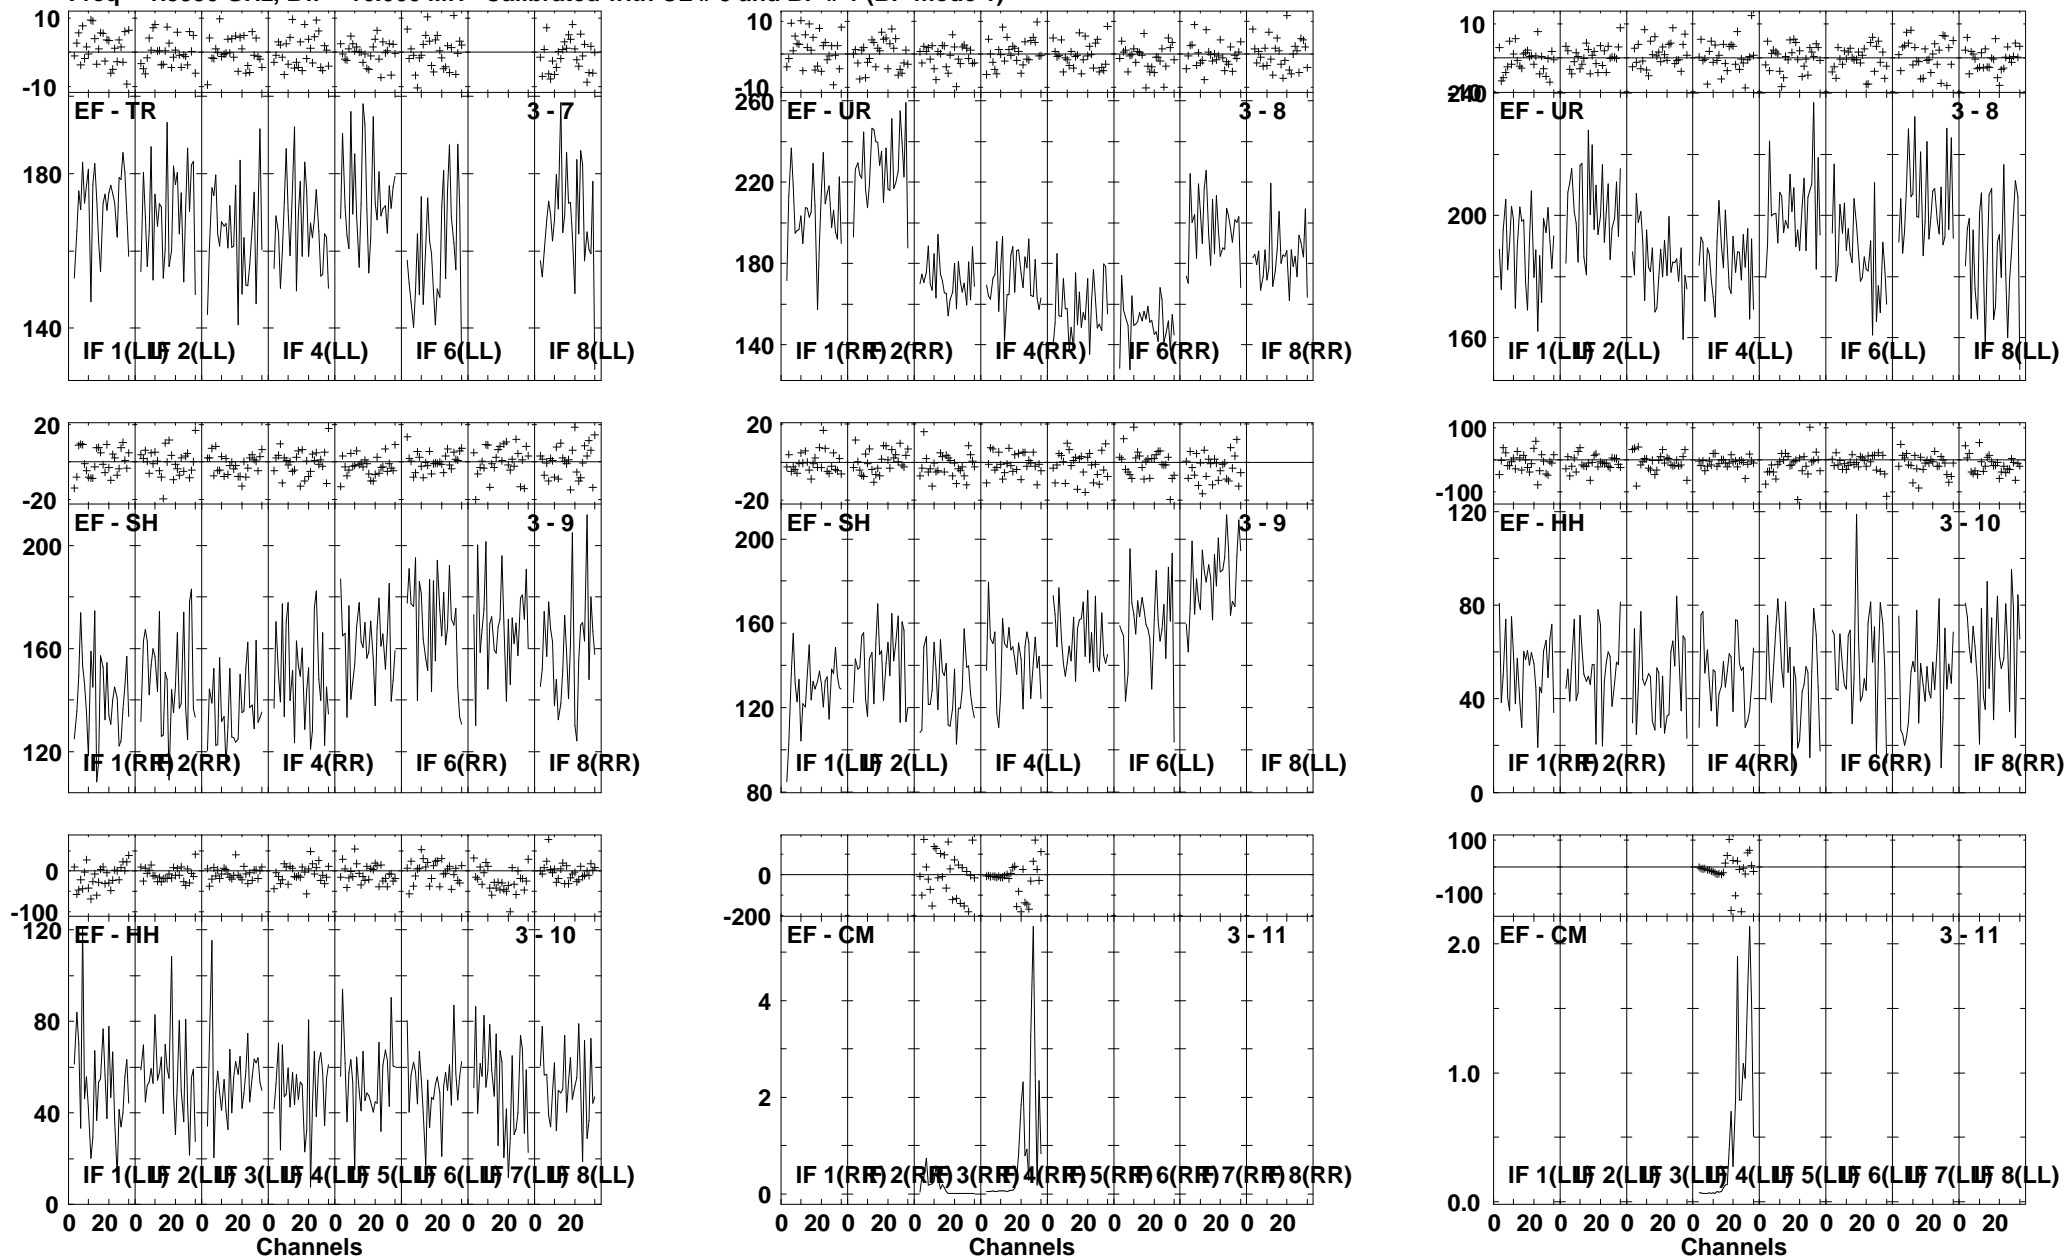 10
-10
EF - TR
3 - 7
180
140
IF 1(LL)
IF 2(LL)
IF 4(LL)
IF 6(LL)
IF 8(LL)
10
-10
260
EF - UR
3 - 8
220
180
140
IF 1(RR)
IF 2(RR)
IF 4(RR)
IF 6(RR)
IF 8(RR)
10
-10
240
EF - UR
3 - 8
200
160
IF 1(LL)
IF 2(LL)
IF 4(LL)
IF 6(LL)
IF 8(LL)
20
-20
EF - SH
3 - 9
200
160
120
IF 1(RR)
IF 2(RR)
IF 4(RR)
IF 6(RR)
IF 8(RR)
20
-20
EF - SH
3 - 9
200
160
120
80
IF 1(LL)
IF 2(LL)
IF 4(LL)
IF 6(LL)
IF 8(LL)
100
-100
120
EF - HH
3 - 10
80
40
0
IF 1(RR)
IF 2(RR)
IF 4(RR)
IF 6(RR)
IF 8(RR)
0
-100
120
EF - HH
3 - 10
80
40
0
IF 1(LL)
IF 2(LL)
IF 3(LL)
IF 4(LL)
IF 5(LL)
IF 6(LL)
IF 7(LL)
IF 8(LL)
0 20 0 20 0 20 0 20 0 20 0 20 0 20 0 20
Channels
0
-200
EF - CM
3 - 11
4
2
0
IF 1(RR)
IF 2(RR)
IF 3(RR)
IF 4(RR)
IF 5(RR)
IF 6(RR)
IF 7(RR)
IF 8(RR)
0 20 0 20 0 20 0 20 0 20 0 20 0 20 0 20
Channels
100
-100
EF - CM
3 - 11
2.0
1.0
0.0
IF 1(LL)
IF 2(LL)
IF 3(LL)
IF 4(LL)
IF 5(LL)
IF 6(LL)
IF 7(LL)
IF 8(LL)
0 20 0 20 0 20 0 20 0 20 0 20 0 20 0 20
Channels